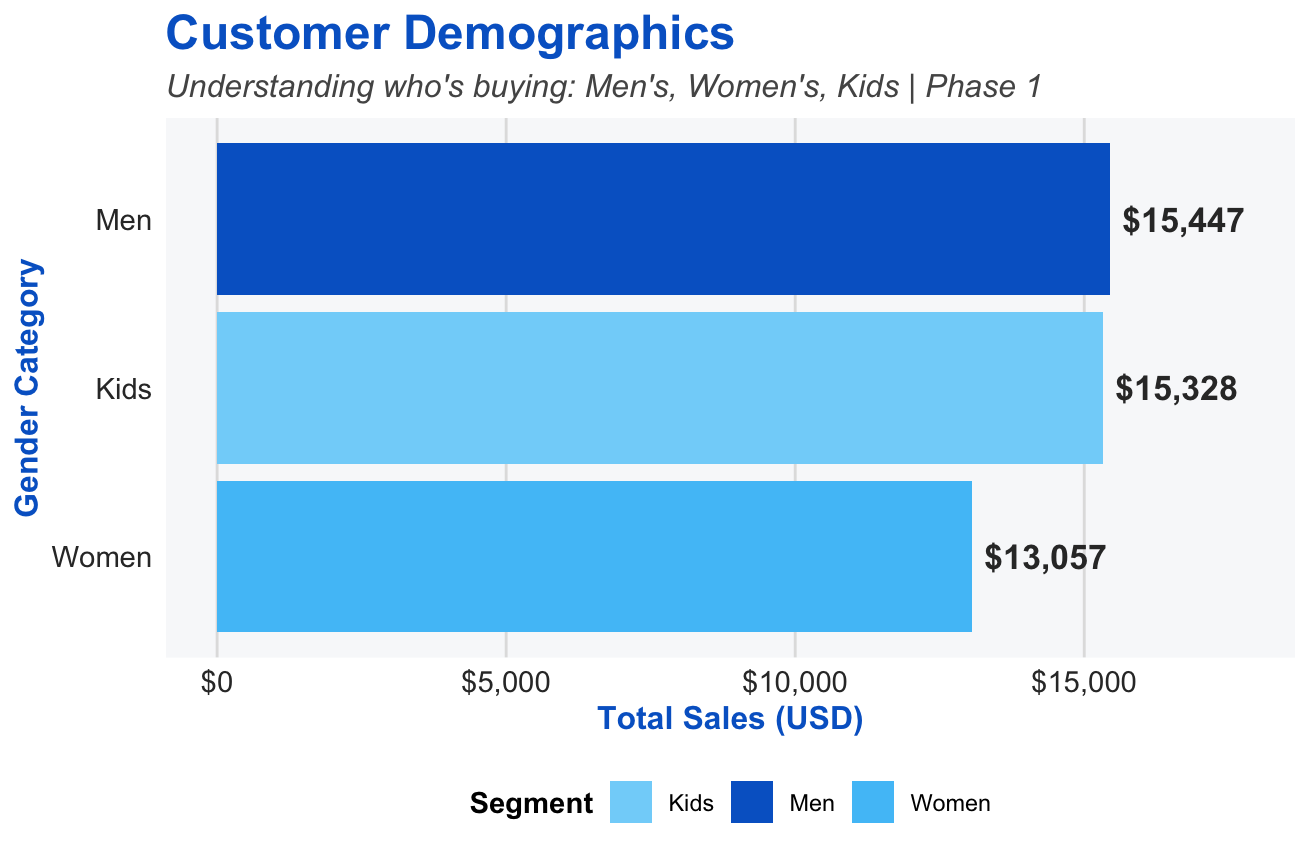 Customer Demographics
Understanding who's buying: Men's, Women's, Kids | Phase 1
Gender Category
Men
$15,447
Kids
$15,328
Women
$13,057
$0 $5,000 $10,000 $15,000
Total Sales (USD)
Segment Kids Men Women